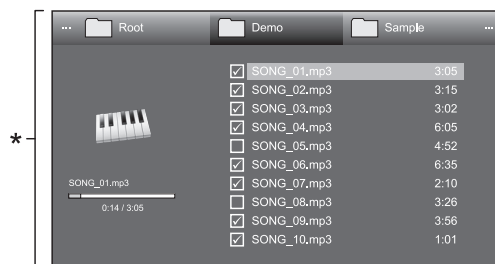 ... Root Demo Sample ...
SONG_01.mp3 3:05
SONG_02.mp3 3:15
SONG_03.mp3 3:02
SONG_04.mp3 6:05
SONG_05.mp3 4:52
SONG_06.mp3 6:35
SONG_07.mp3 2:10
SONG_08.mp3 3:26
SONG_09.mp3 3:56
SONG_10.mp3 1:01
*
SONG_01.mp3
0:14 / 3:05